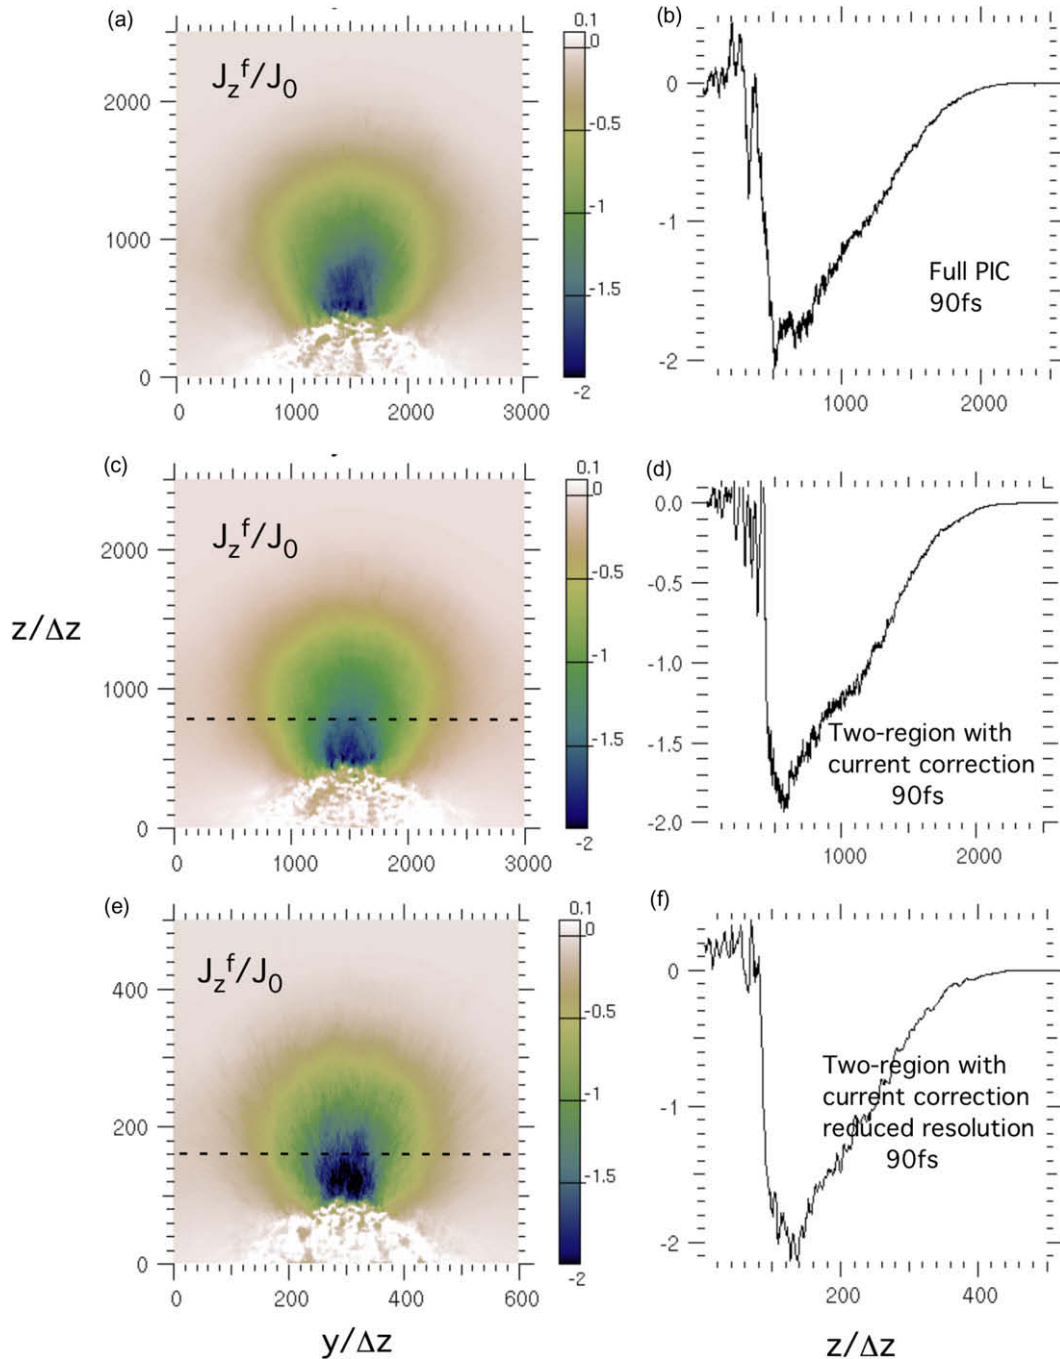 (a)
J_z^f/J_0
2000
1000
0
0 1000 2000 3000
0.1
0
-0.5
-1
-1.5
-2
(b)
0
-1
-2
Full PIC
90fs
1000 2000
(c)
J_z^f/J_0
2000
1000
0
0 1000 2000 3000
z/Δz
0.1
0
-0.5
-1
-1.5
-2
(d)
0.0
-0.5
-1.0
-1.5
-2.0
Two-region with
current correction
90fs
1000 2000
(e)
J_z^f/J_0
400
200
0
0 200 400 600
y/Δz
0.1
0
-0.5
-1
-1.5
-2
(f)
0
-1
-2
Two-region with
current correction
reduced resolution
90fs
200 400
z/Δz